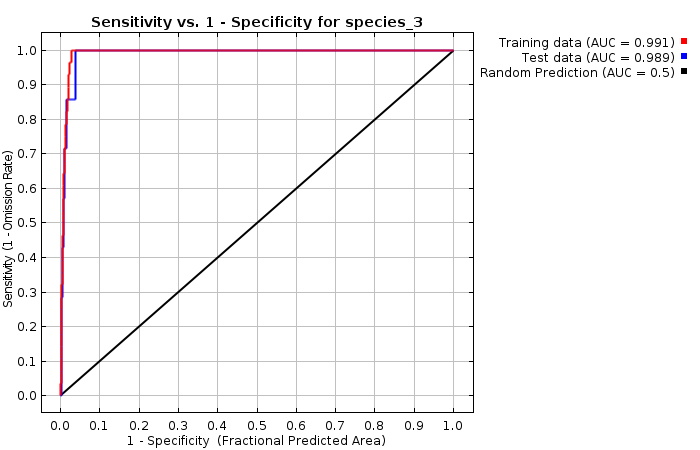 Sensitivity vs. 1 - Specificity for species_3
Training data (AUC = 0.991)
Test data (AUC = 0.989)
Random Prediction (AUC = 0.5)
Sensitivity (1 - Omission Rate)
1.0
0.9
0.8
0.7
0.6
0.5
0.4
0.3
0.2
0.1
0.0
0.0 0.1 0.2 0.3 0.4 0.5 0.6 0.7 0.8 0.9 1.0
1 - Specificity (Fractional Predicted Area)